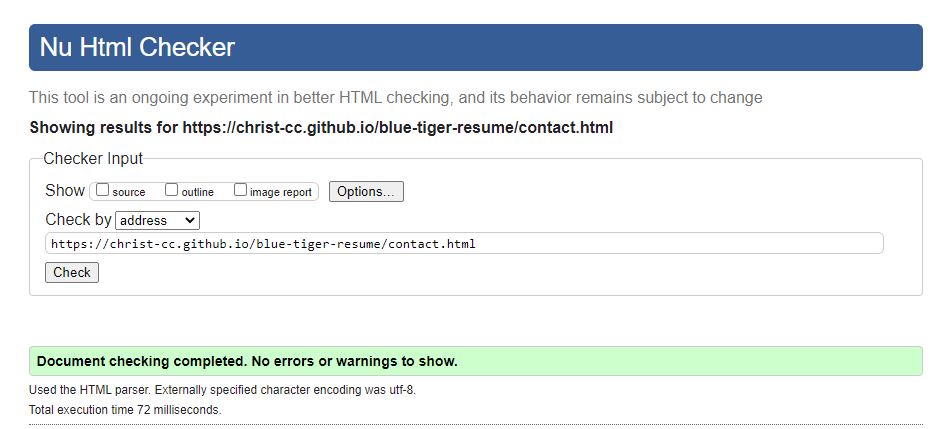 Nu Html Checker
This tool is an ongoing experiment in better HTML checking, and its behavior remains subject to change
Showing results for https://christ-cc.github.io/blue-tiger-resume/contact.html
Checker Input
Show source outline image report Options...
Check by address
https://christ-cc.github.io/blue-tiger-resume/contact.html
Check
Document checking completed. No errors or warnings to show.
Used the HTML parser. Externally specified character encoding was utf-8.
Total execution time 72 milliseconds.